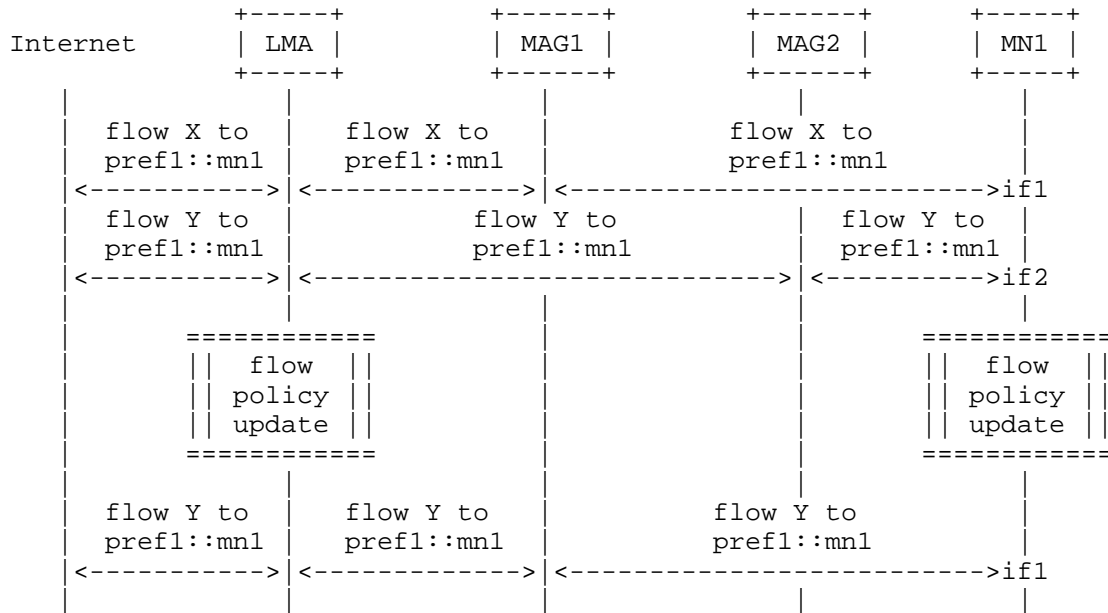 Internet LMA MAG1 MAG2 MN1
flow X to flow X to flow X to
pref1::mn1 pref1::mn1 pref1::mn1
if1
flow Y to flow Y to flow Y to
pref1::mn1 pref1::mn1 pref1::mn1
if2
flow flow
policy policy
update update
flow Y to flow Y to flow Y to
pref1::mn1 pref1::mn1 pref1::mn1
if1